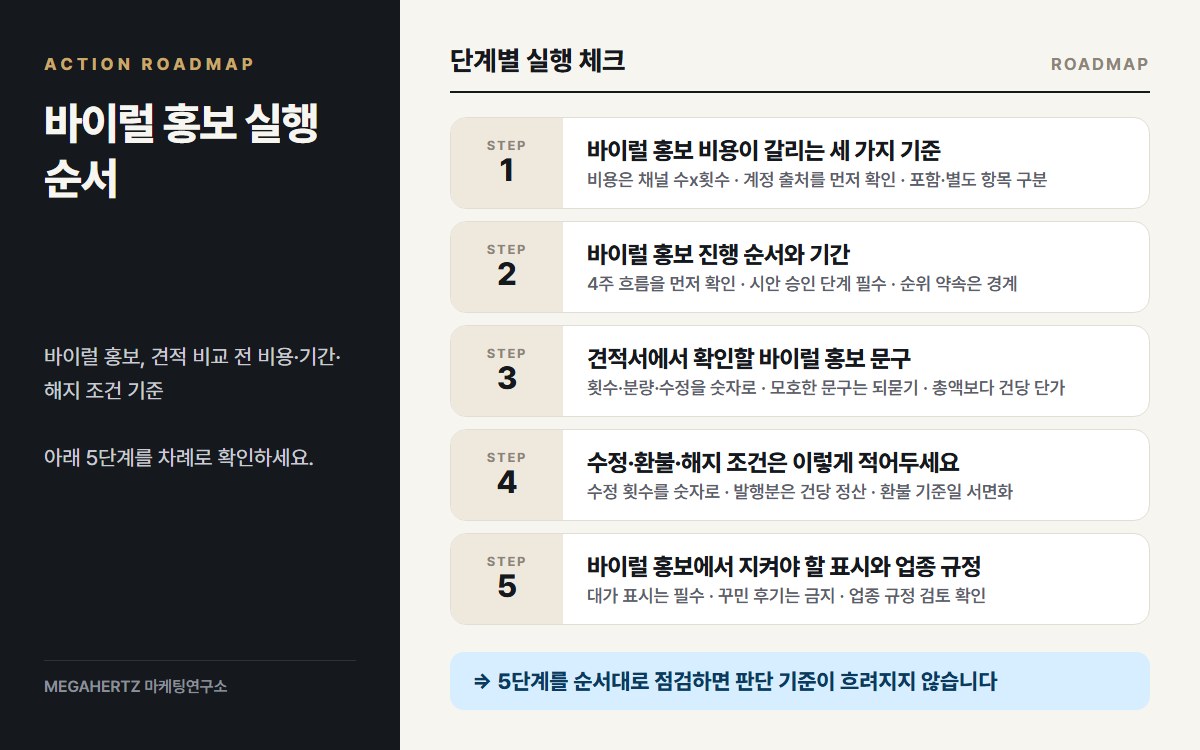 ACTION ROADMAP
바이럴 홍보 실행
순서
바이럴 홍보, 견적 비교 전 비용·기간·
해지 조건 기준
아래 5단계를 차례로 확인하세요.
MEGAHERTZ 마케팅연구소
단계별 실행 체크
ROADMAP
STEP
1
바이럴 홍보 비용이 갈리는 세 가지 기준
비용은 채널 수x횟수 · 계정 출처를 먼저 확인 · 포함·별도 항목 구분
STEP
2
바이럴 홍보 진행 순서와 기간
4주 흐름을 먼저 확인 · 시안 승인 단계 필수 · 순위 약속은 경계
STEP
3
견적서에서 확인할 바이럴 홍보 문구
횟수·분량·수정을 숫자로 · 모호한 문구는 되묻기 · 총액보다 건당 단가
STEP
4
수정·환불·해지 조건은 이렇게 적어두세요
수정 횟수를 숫자로 · 발행분은 건당 정산 · 환불 기준일 서면화
STEP
5
바이럴 홍보에서 지켜야 할 표시와 업종 규정
대가 표시는 필수 · 꾸민 후기는 금지 · 업종 규정 검토 확인
⇒ 5단계를 순서대로 점검하면 판단 기준이 흐려지지 않습니다